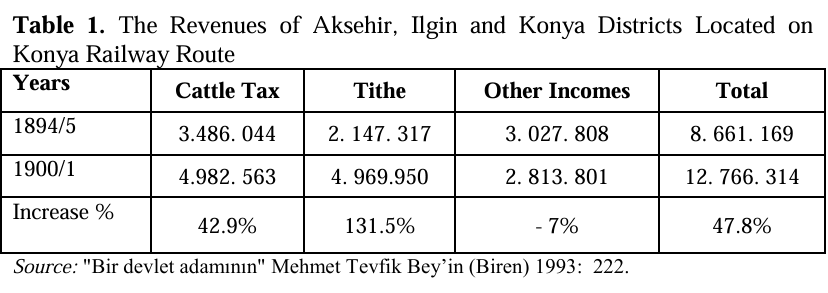 Table 1. The Revenues of Aksehir, Ilgin and Konya Districts Located on
Konya Railway Route
Years Cattle Tax Tithe Other Incomes Total
1894/5 3.486. 044 2. 147. 317 3. 027. 808 8. 661. 169
1900/1 4.982. 563 4. 969.950 2. 813. 801 12. 766. 314
Increase % 42.9% 131.5% - 7% 47.8%
Source: "Bir devlet adamının" Mehmet Tevfik Bey’in (Biren) 1993: 222.